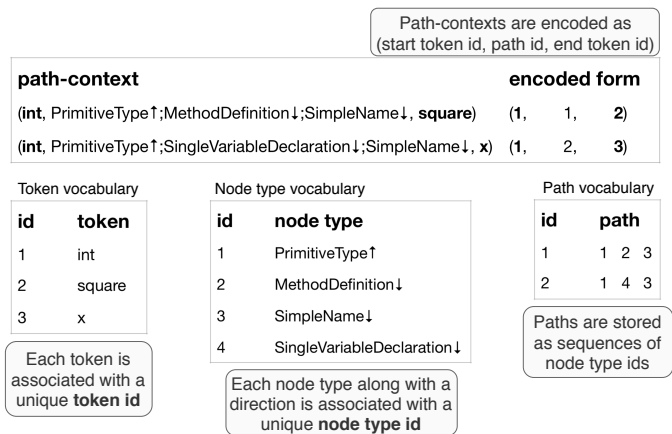 Path-contexts are encoded as
(start token id, path id, end token id)
path-context encoded form
(int, PrimitiveType↑;MethodDefinition↓;SimpleName↓, square) (1, 1, 2)
(int, PrimitiveType↑;SingleVariableDeclaration↓;SimpleName↓, x) (1, 2, 3)
Token vocabulary
id token
1 int
2 square
3 x
Each token is
associated with a
unique token id
Node type vocabulary
id node type
1 PrimitiveType↑
2 MethodDefinition↓
3 SimpleName↓
4 SingleVariableDeclaration↓
Each node type along with a
direction is associated with a
unique node type id
Path vocabulary
id path
1 1 2 3
2 1 4 3
Paths are stored
as sequences of
node type ids